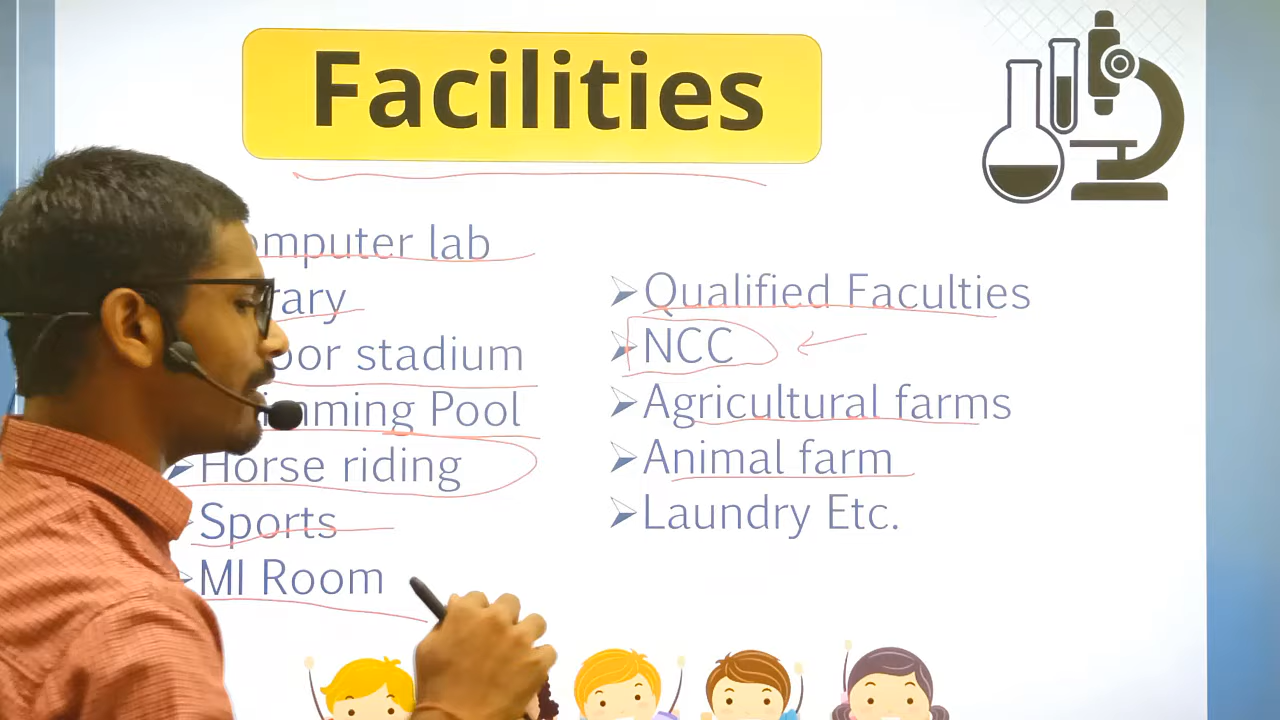 Facilities
omputer lab
rary
oor stadium
imming Pool
Horse riding
Sports
MI Room
Qualified Faculties
NCC
Agricultural farms
Animal farm
Laundry Etc.